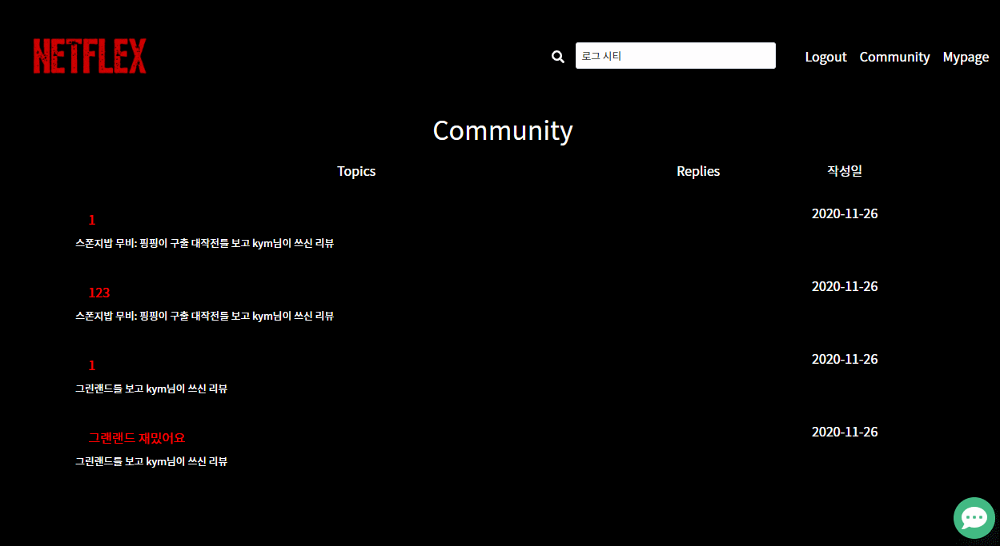 NETFLEX
로그 시티
Logout Community Mypage
Community
Topics Replies 작성일
1 2020-11-26
스폰지밥 무비: 핑핑이 구출 대작전를 보고 kym님이 쓰신 리뷰
123 2020-11-26
스폰지밥 무비: 핑핑이 구출 대작전를 보고 kym님이 쓰신 리뷰
1 2020-11-26
그린랜드를 보고 kym님이 쓰신 리뷰
그랜랜드 재밌어요 2020-11-26
그린랜드를 보고 kym님이 쓰신 리뷰